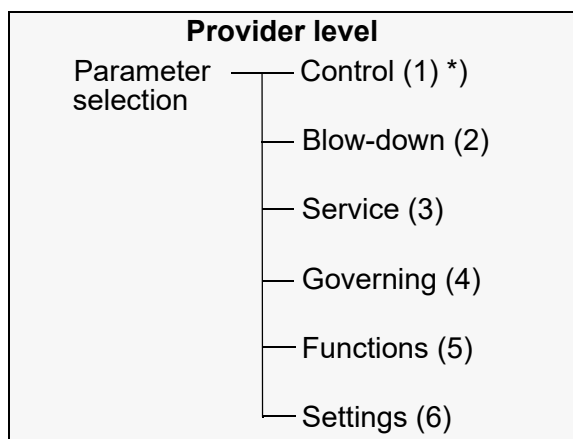 Provider level
Parameter selection
Control (1) *)
Blow-down (2)
Service (3)
Governing (4)
Functions (5)
Settings (6)